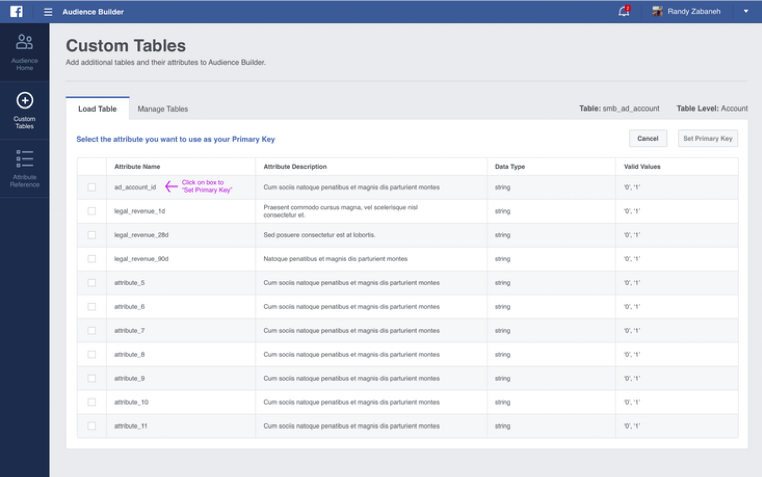 f
Audience Builder
2
Randy Zabaneh
Audience
Home
Custom
Tables
Attribute
Reference
Custom Tables
Add additional tables and their attributes to Audience Builder.
Load Table Manage Tables Table: smb_ad_account Table Level: Account
Select the attribute you want to use as your Primary Key Cancel Set Primary Key
Attribute Name Attribute Description Data Type Valid Values
ad_account_id Click on box to
"Set Primary Key" Cum sociis natoque penatibus et magnis dis parturient montes string '0', '1'
legal_revenue_1d Praesent commodo cursus magna, vel scelerisque nisl
consectetur et. string '0', '1'
legal_revenue_28d Sed posuere consectetur est at lobortis. string '0', '1'
legal_revenue_90d Natoque penatibus et magnis dis parturient montes string '0', '1'
attribute_5 Cum sociis natoque penatibus et magnis dis parturient montes string '0', '1'
attribute_6 Cum sociis natoque penatibus et magnis dis parturient montes string '0', '1'
attribute_7 Cum sociis natoque penatibus et magnis dis parturient montes string '0', '1'
attribute_8 Cum sociis natoque penatibus et magnis dis parturient montes string '0', '1'
attribute_9 Cum sociis natoque penatibus et magnis dis parturient montes string '0', '1'
attribute_10 Cum sociis natoque penatibus et magnis dis parturient montes string '0', '1'
attribute_11 Cum sociis natoque penatibus et magnis dis parturient montes string '0', '1'